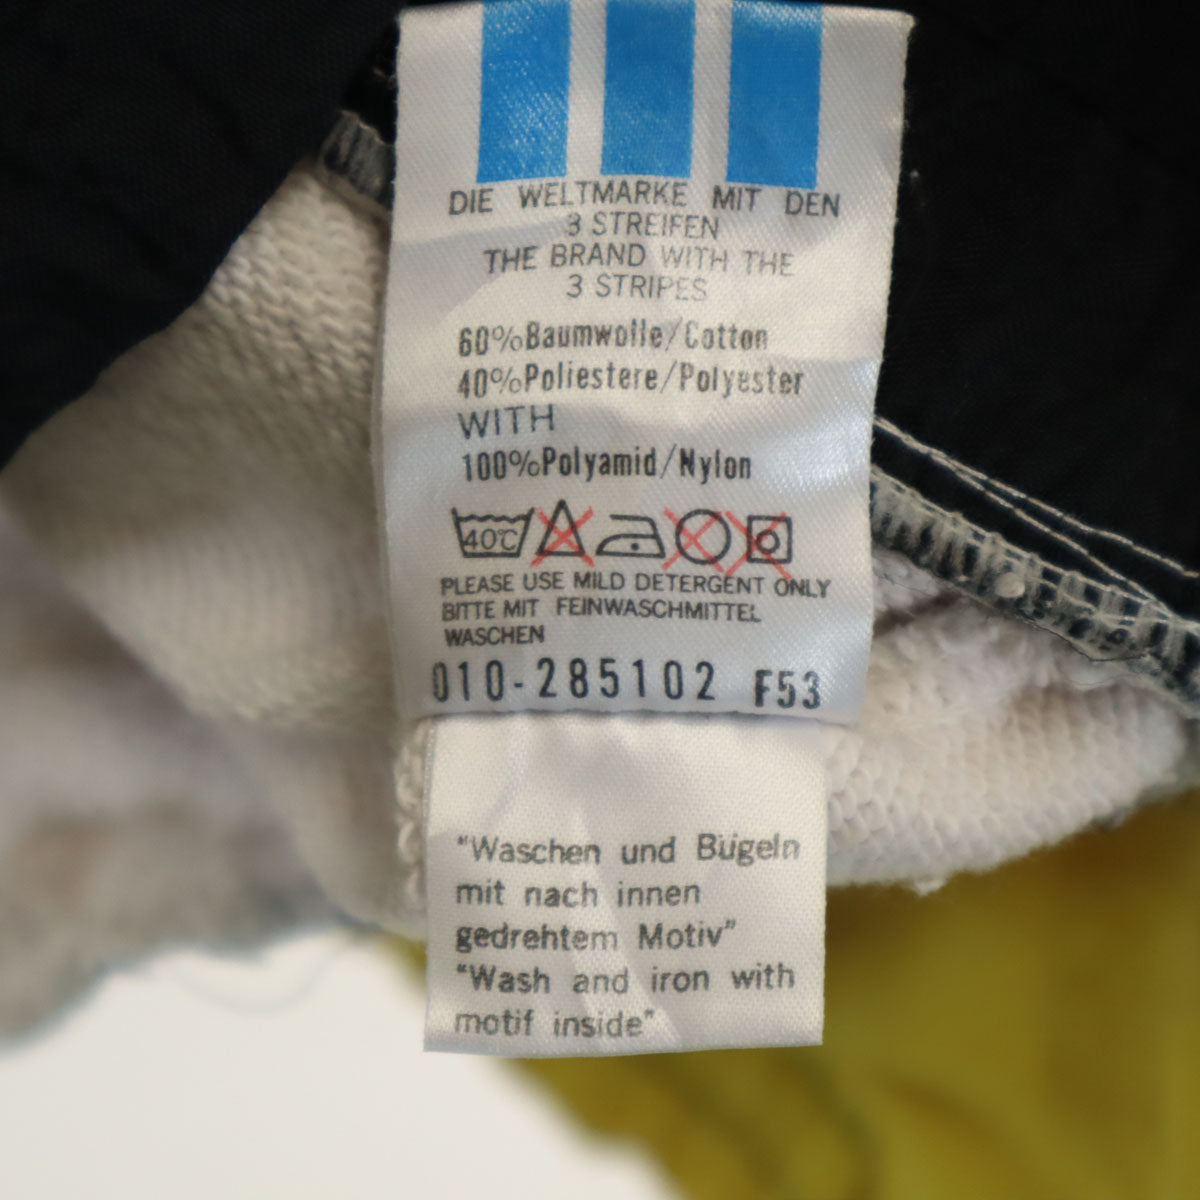 DIE WELTMARKE MIT DEN
3 STREIFEN
THE BRAND WITH THE
3 STRIPES
60%Baumwolle/Cotton
40%Poliestere/Polyester
WITH
100%Polyamid/Nylon
40°C
PLEASE USE MILD DETERGENT ONLY
BITTE MIT FEINWASCHMITTEL
WASCHEN
010-285102 F53
"Waschen und Bügeln
mit nach innen
gedrehtem Motiv"
"Wash and iron with
motif inside"